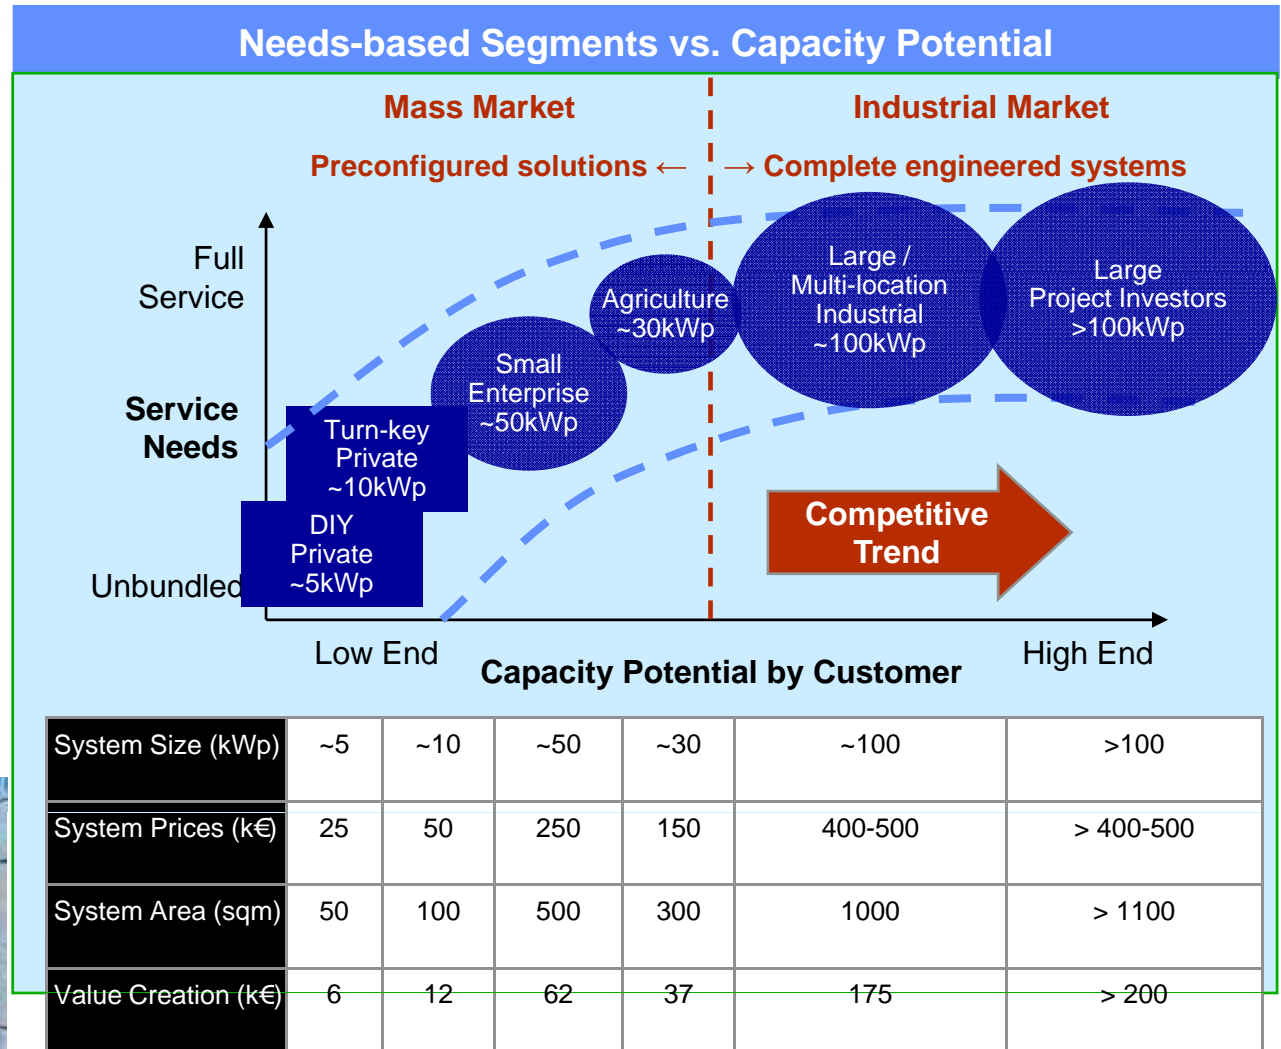 Needs-based Segments vs. Capacity Potential
Mass Market
Industrial Market
Preconfigured solutions ←
→ Complete engineered systems
Full
Service
Service
Needs
Unbundled
DIY
Private
~5kWp
Turn-key
Private
~10kWp
Small
Enterprise
~50kWp
Agriculture
~30kWp
Large /
Multi-location
Industrial
~100kWp
Large
Project Investors
>100kWp
Competitive
Trend
Low End
Capacity Potential by Customer
High End
System Size (kWp) ~5 ~10 ~50 ~30 ~100 >100
System Prices (k€) 25 50 250 150 400-500 > 400-500
System Area (sqm) 50 100 500 300 1000 > 1100
Value Creation (k€) 6 12 62 37 175 > 200